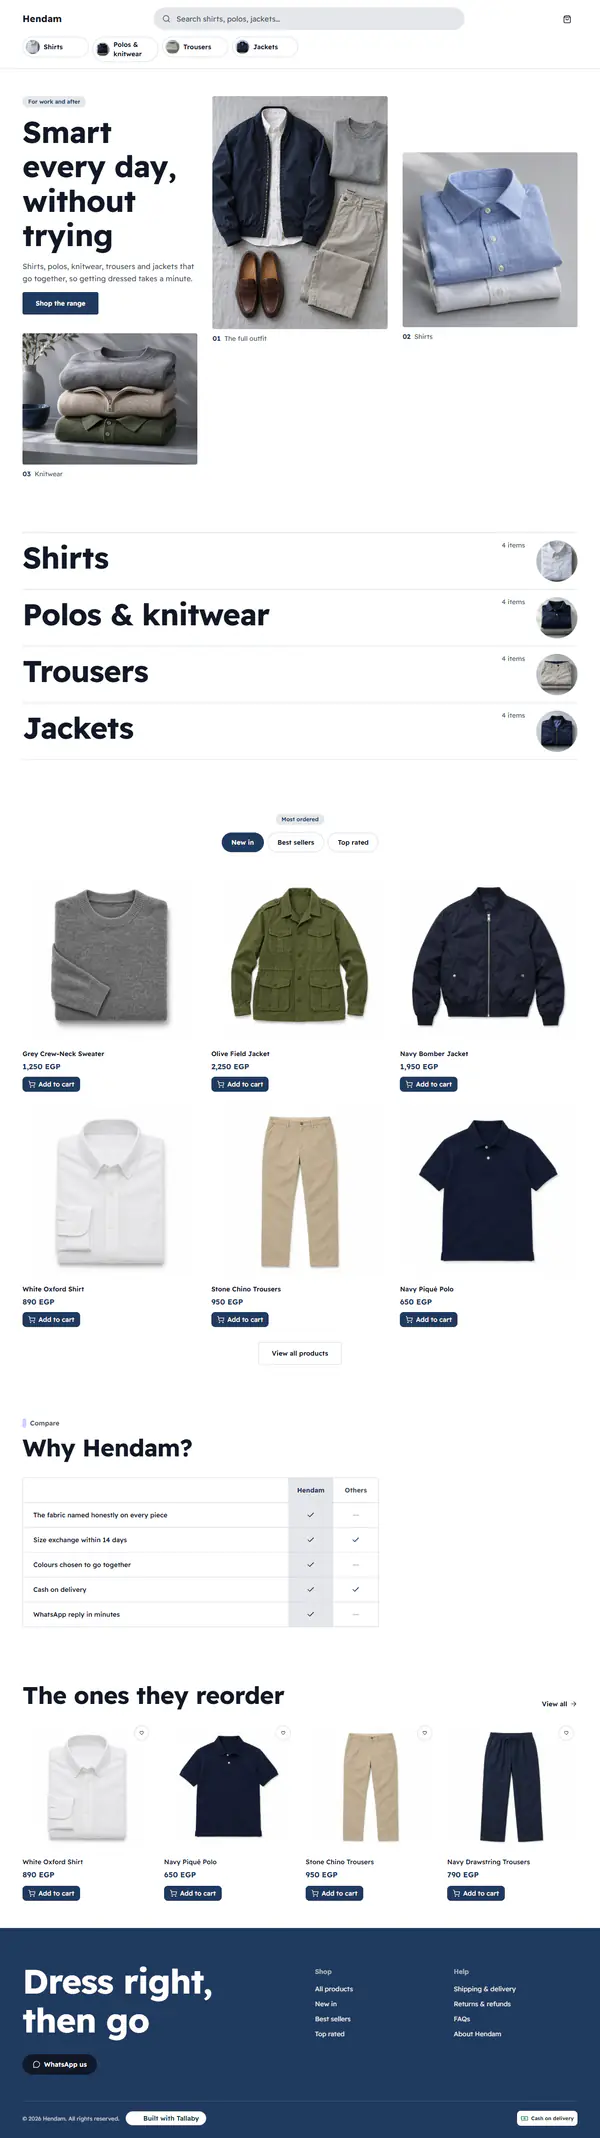 Hendam
Search shirts, polos, jackets...
Shirts
Polos &
knitwear
Trousers
Jackets
For work and after
Smart
every day,
without
trying
Shirts, polos, knitwear, trousers and jackets that
go together, so getting dressed takes a minute.
Shop the range
01 The full outfit
02 Shirts
03 Knitwear
Shirts
4 items
Polos & knitwear
4 items
Trousers
4 items
Jackets
4 items
Most ordered
New in
Best sellers
Top rated
Grey Crew-Neck Sweater
1,250 EGP
Add to cart
Olive Field Jacket
2,250 EGP
Add to cart
Navy Bomber Jacket
1,950 EGP
Add to cart
White Oxford Shirt
890 EGP
Add to cart
Stone Chino Trousers
950 EGP
Add to cart
Navy Piqué Polo
650 EGP
Add to cart
View all products
Compare
Why Hendam?
Hendam Others
The fabric named honestly on every piece
Size exchange within 14 days
Colours chosen to go together
Cash on delivery
WhatsApp reply in minutes
The ones they reorder
View all →
White Oxford Shirt
890 EGP
Add to cart
Navy Piqué Polo
650 EGP
Add to cart
Stone Chino Trousers
950 EGP
Add to cart
Navy Drawstring Trousers
790 EGP
Add to cart
Dress right,
then go
WhatsApp us
Shop
All products
New in
Best sellers
Top rated
Help
Shipping & delivery
Returns & refunds
FAQs
About Hendam
© 2026 Hendam. All rights reserved.
Built with Tallaby
Cash on delivery